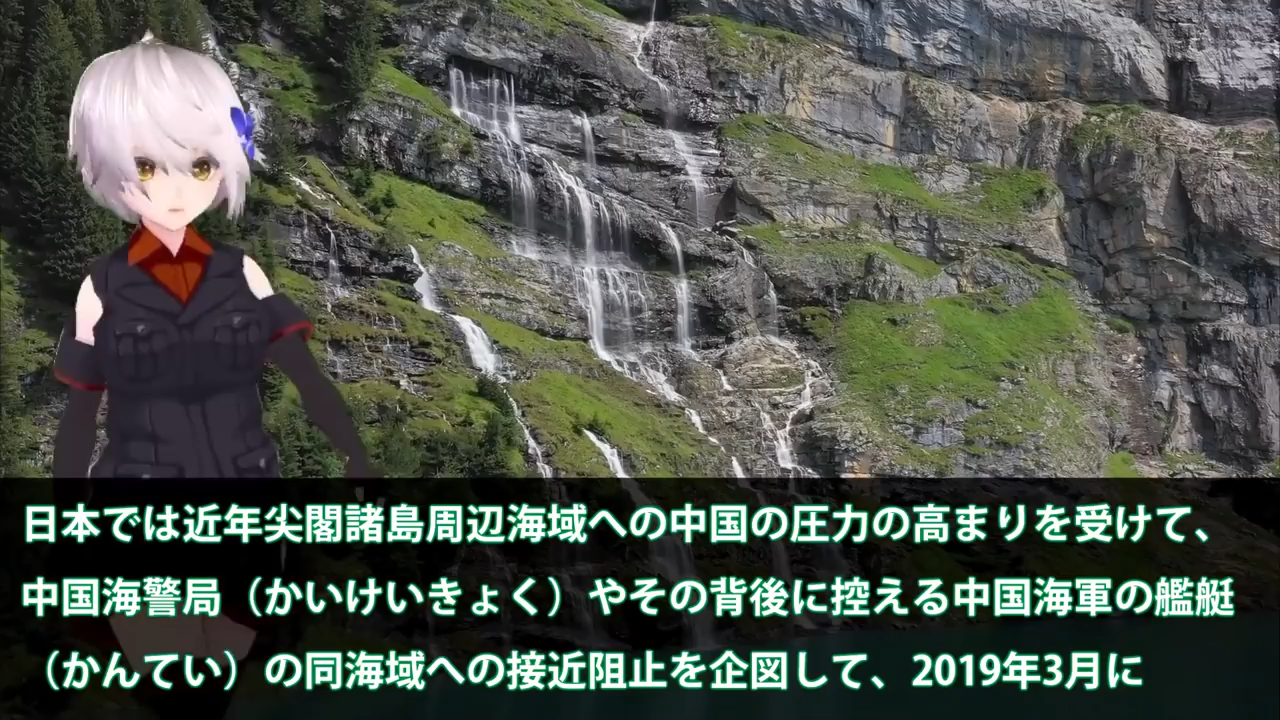 日本では近年尖閣諸島周辺海域への中国の圧力の高まりを受けて、
中国海警局（かいけいきょく）やその背後に控える中国海軍の艦艇
（かんてい）の同海域への接近阻止を企図して、2019年3月に